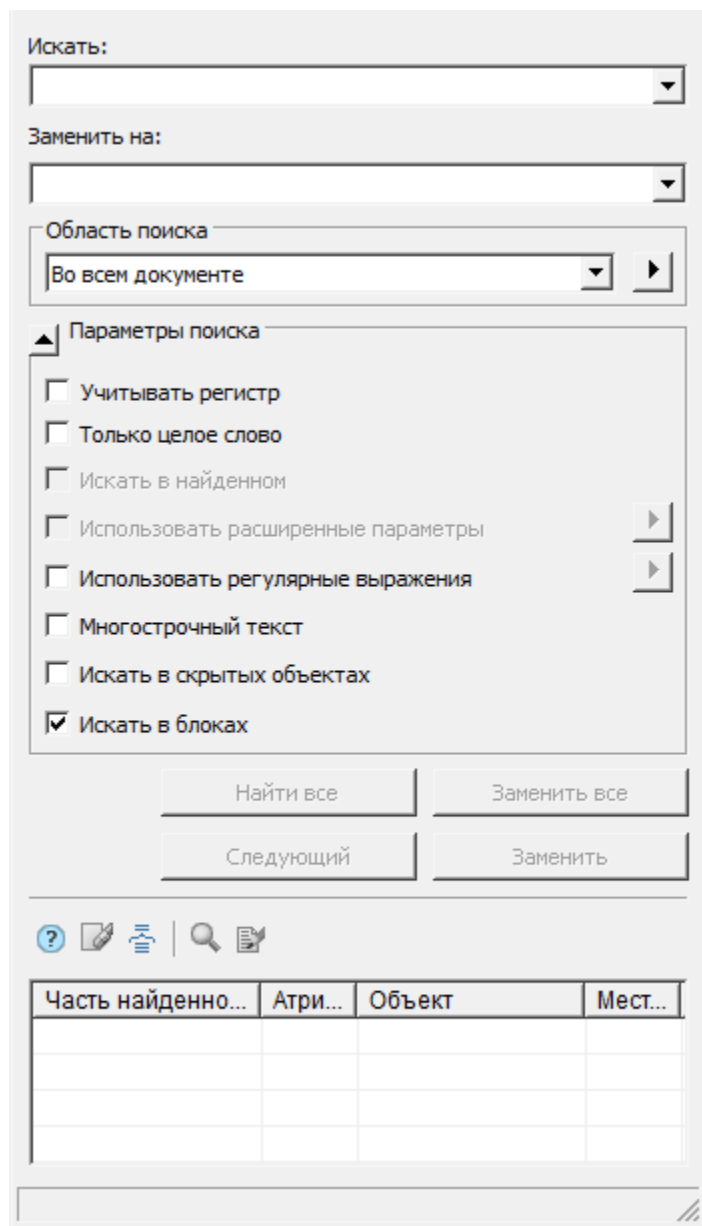 Искать:
Заменить на:
Область поиска
Во всем документе
Параметры поиска
Учитывать регистр
Только целое слово
Искать в найденном
Использовать расширенные параметры
Использовать регулярные выражения
Многострочный текст
Искать в скрытых объектах
Искать в блоках
Найти все Заменить все
Следующий Заменить
?
Часть найденно... Атри... Объект Мест...